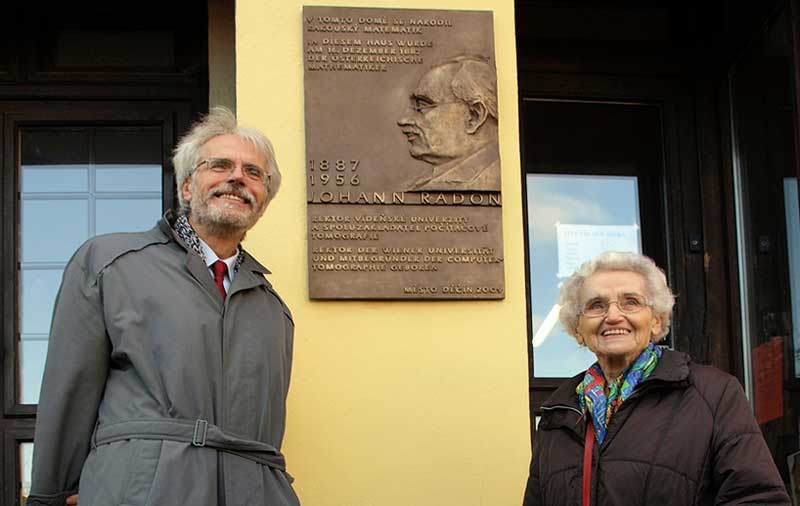 V TOMTO DOMĚ SE NARODIL
RAKOUSKÝ MATEMATIK
IN DIESEM HAUS WURDE
AM 16. DEZEMBER 1887
DER ÖSTERREICHISCHE
MATHEMATIKER
1887
1956
JOHANN RADON
REKTOR VÍDEŇSKÉ UNIVERZITY
A SPOLUZAKLADATEL POČÍTAČOVÉ
TOMOGRAFIE
REKTOR DER WIENER UNIVERSITÄT
UND MITBEGRÜNDER DER COMPUTER-
TOMOGRAPHIE GEBOREN
MĚSTO DĚČÍN 2004